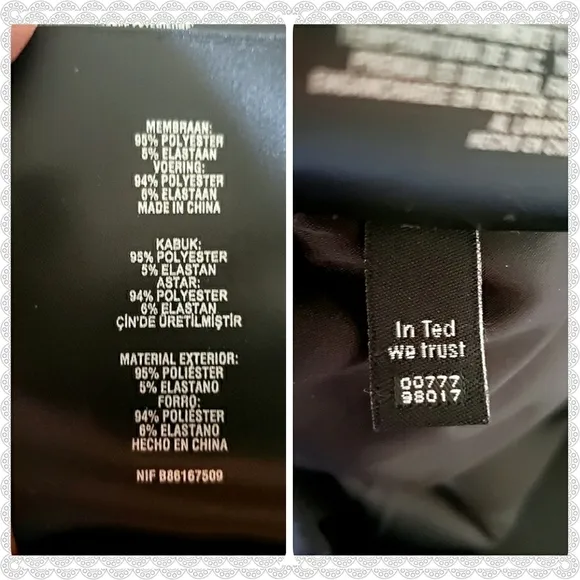 MEMBRAAN:
95% POLYESTER
5% ELASTAAN
VOERING:
94% POLYESTER
6% ELASTAAN
MADE IN CHINA
KABUK:
95% POLYESTER
5% ELASTAN
ASTAR:
94% POLYESTER
6% ELASTAN
ÇİN'DE ÜRETİLMİŞTİR
MATERIAL EXTERIOR:
95% POLIÉSTER
5% ELASTANO
FORRO:
94% POLIÉSTER
6% ELASTANO
HECHO EN CHINA
NIF B86167509
In Ted
we trust
00777
98017